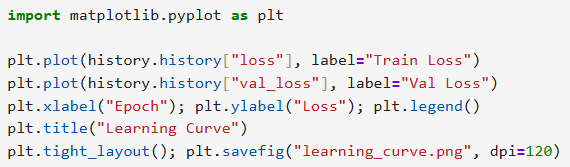 import matplotlib.pyplot as plt

plt.plot(history.history["loss"], label="Train Loss")
plt.plot(history.history["val_loss"], label="Val Loss")
plt.xlabel("Epoch"); plt.ylabel("Loss"); plt.legend()
plt.title("Learning Curve")
plt.tight_layout(); plt.savefig("learning_curve.png", dpi=120)